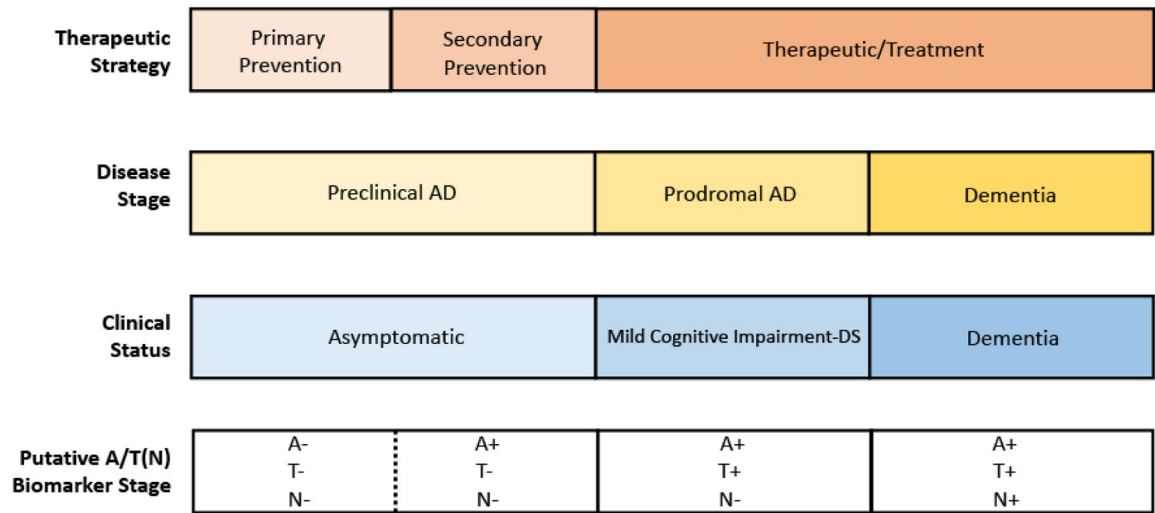 Therapeutic
Strategy
Primary
Prevention
Secondary
Prevention
Therapeutic/Treatment
Disease
Stage
Preclinical AD
Prodromal AD
Dementia
Clinical
Status
Asymptomatic
Mild Cognitive Impairment-DS
Dementia
Putative A/T(N)
Biomarker Stage
A-
T-
N-
A+
T-
N-
A+
T+
N-
A+
T+
N+